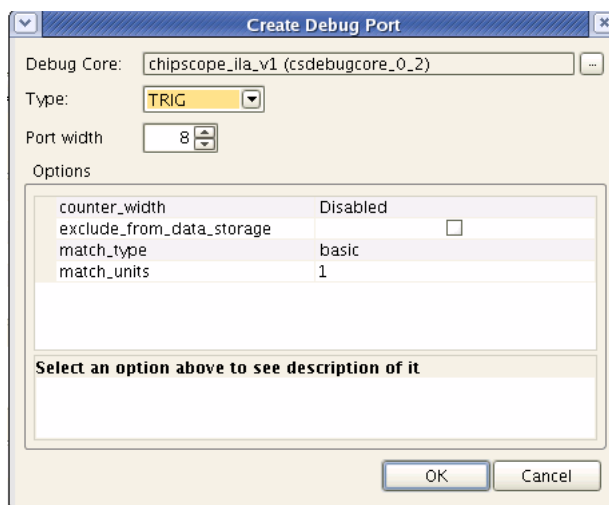 Create Debug Port
Debug Core: chipscope_ila_v1 (csdebugcore_0_2) ...
Type: TRIG
Port width 8
Options
counter_width Disabled
exclude_from_data_storage
match_type basic
match_units 1
Select an option above to see description of it
OK Cancel